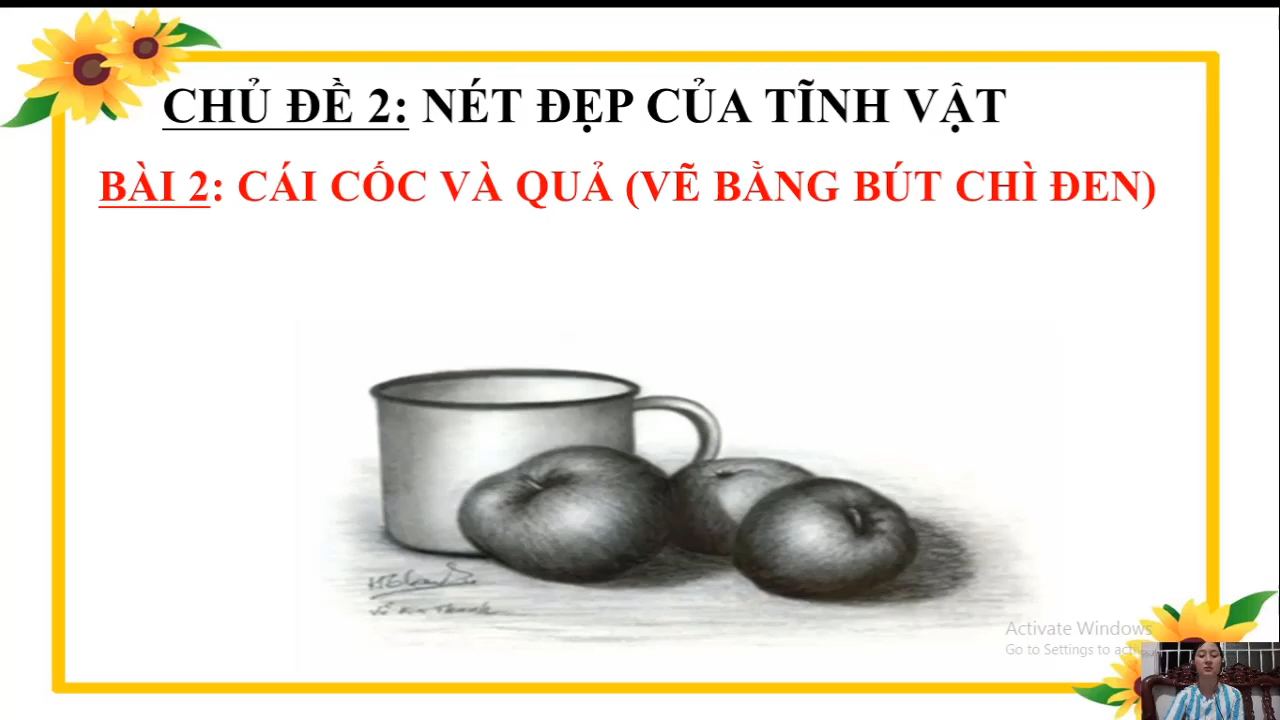 CHỦ ĐỀ 2: NÉT ĐẸP CỦA TĨNH VẬT
BÀI 2: CÁI CỐC VÀ QUẢ (VẼ BẰNG BÚT CHÌ ĐEN)
Activate Windows
Go to Settings to